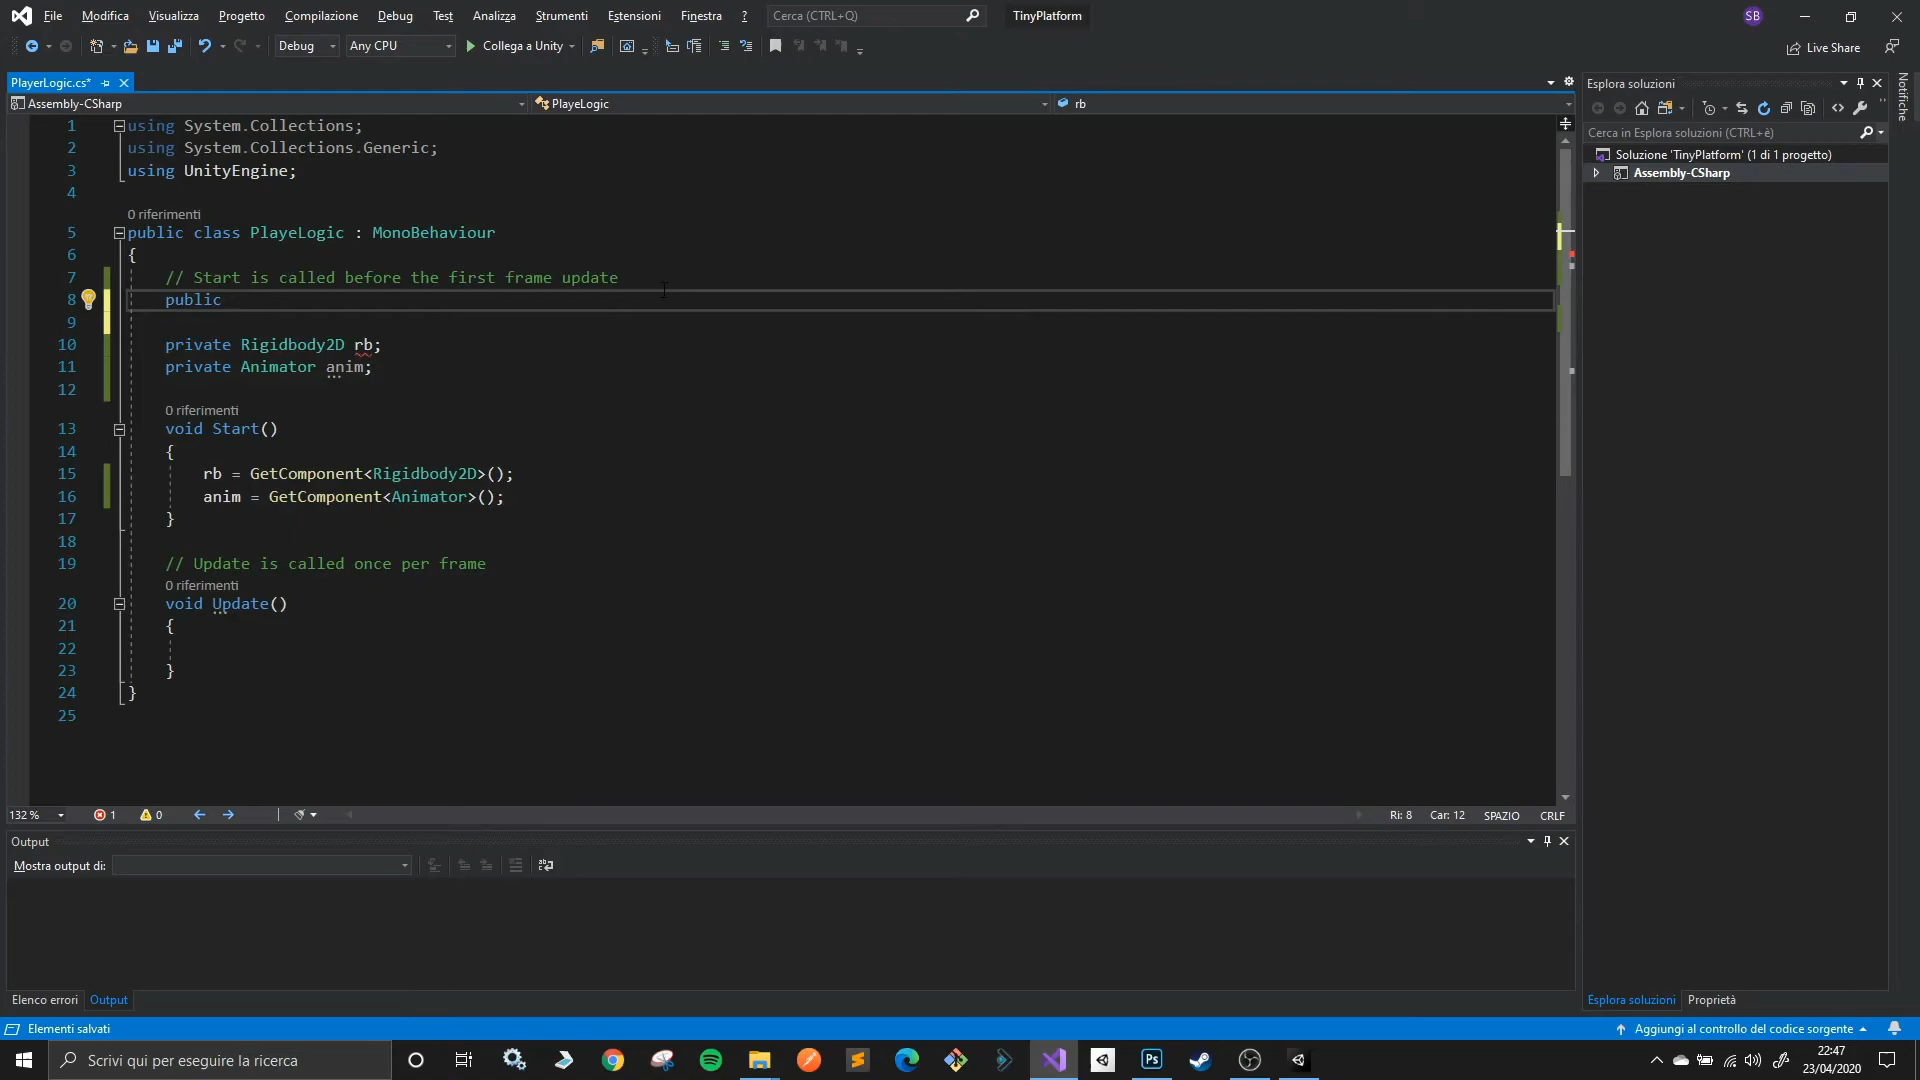 File Modifica Visualizza Progetto Compilazione Debug Test Analizza Strumenti Estensioni Finestra ? Cerca (CTRL+Q) TinyPlatform SB
Debug Any CPU Collega a Unity Live Share
PlayerLogic.cs*
Assembly-CSharp PlayeLogic rb
1 using System.Collections;
2 using System.Collections.Generic;
3 using UnityEngine;
4
0 riferimenti
5 public class PlayeLogic : MonoBehaviour
6 {
7 // Start is called before the first frame update
8 public
9
10 private Rigidbody2D rb;
11 private Animator anim;
12
0 riferimenti
13 void Start()
14 {
15 rb = GetComponent<Rigidbody2D>();
16 anim = GetComponent<Animator>();
17 }
18
19 // Update is called once per frame
0 riferimenti
20 void Update()
21 {
22
23 }
24 }
25
132 % 1 0 Ri: 8 Car: 12 SPAZIO CRLF
Output
Mostra output di:
Elenco errori Output
Esplora soluzioni
Cerca in Esplora soluzioni (CTRL+è)
Soluzione 'TinyPlatform' (1 di 1 progetto)
Assembly-CSharp
Esplora soluzioni Proprietà
Notifiche
Elementi salvati Aggiungi al controllo del codice sorgente
Scrivi qui per eseguire la ricerca Ps 22:47
23/04/2020